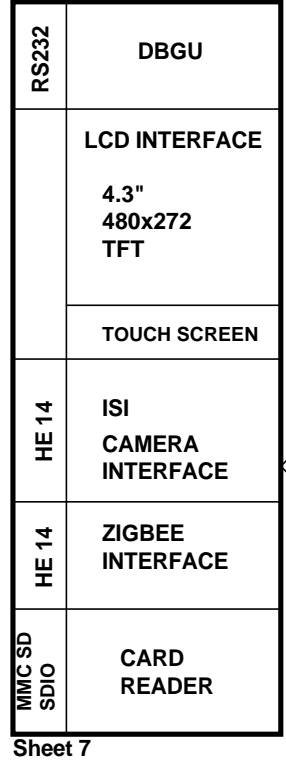 RS232
DBGU
LCD INTERFACE
4.3"
480x272
TFT
TOUCH SCREEN
HE 14
ISI
CAMERA
INTERFACE
HE 14
ZIGBEE
INTERFACE
MMC SD
SDIO
CARD
READER
Sheet 7